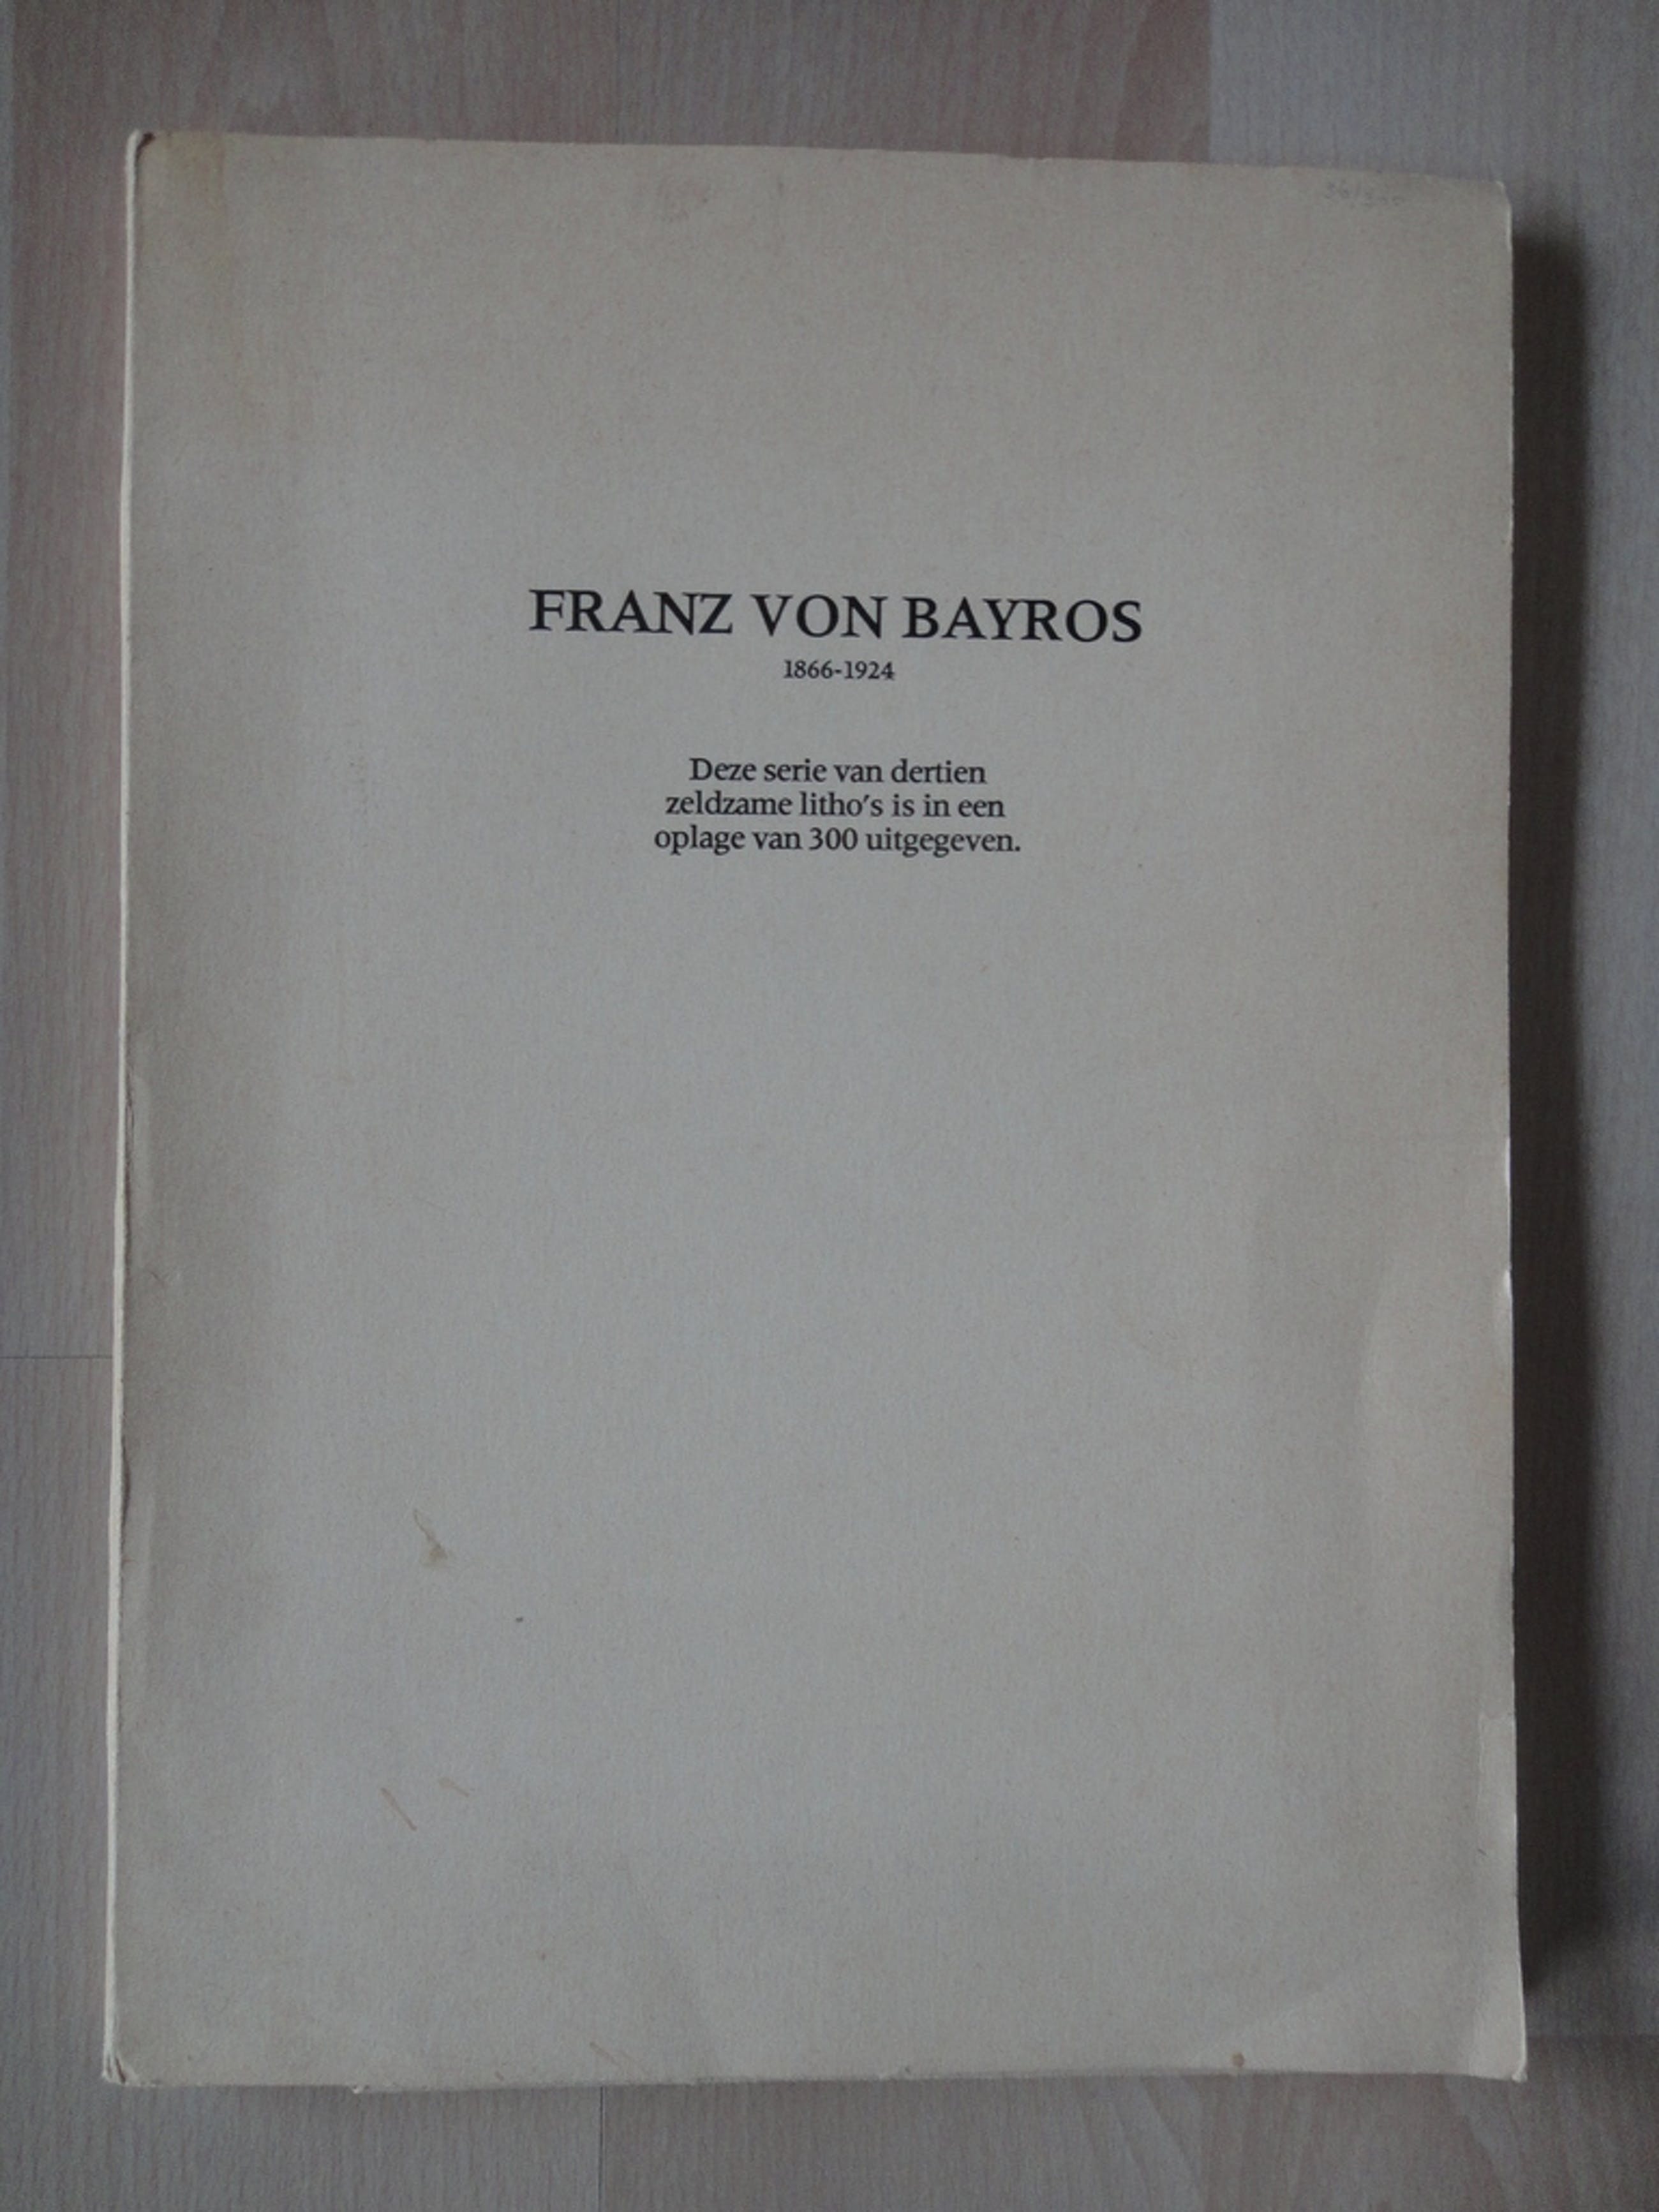 FRANZ VON BAYROS
1866-1924
Deze serie van dertien
zeldzame litho's is in een
oplage van 300 uitgegeven.